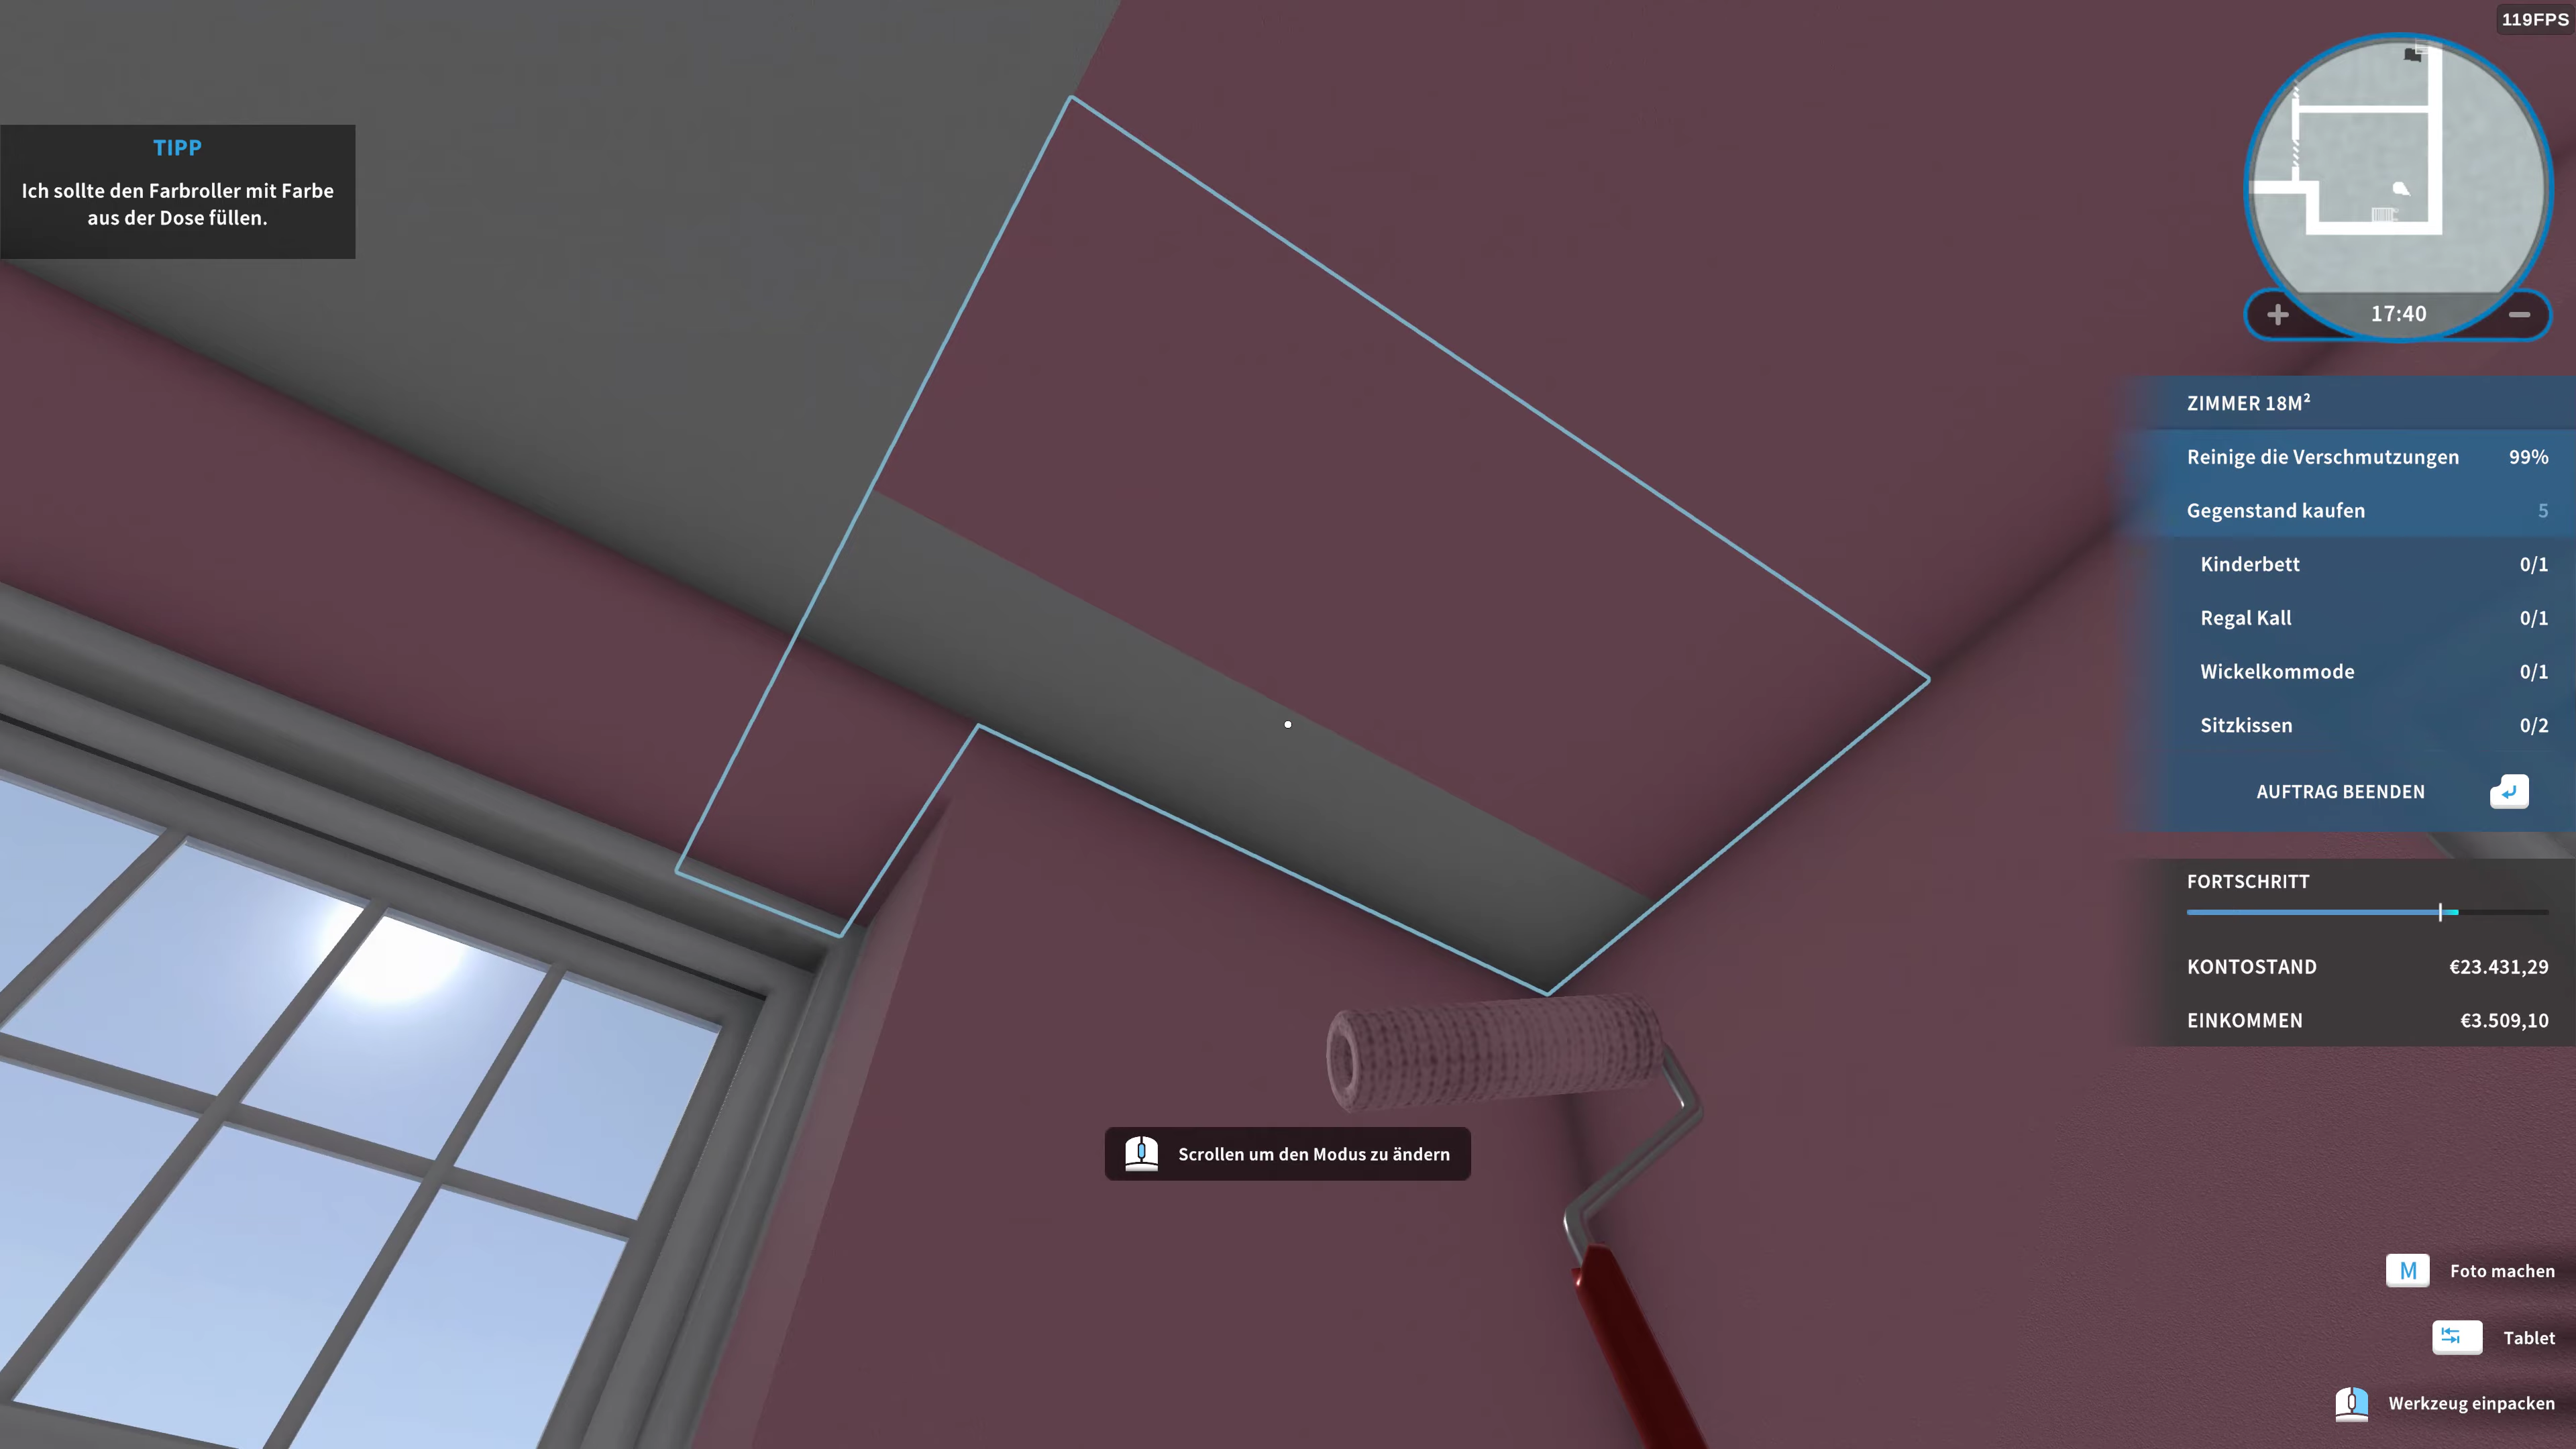 119FPS
TIPP
Ich sollte den Farbroller mit Farbe
aus der Dose füllen.
17:40
ZIMMER 18M²
Reinige die Verschmutzungen 99%
Gegenstand kaufen 5
Kinderbett 0/1
Regal Kall 0/1
Wickelkommode 0/1
Sitzkissen 0/2
AUFTRAG BEENDEN
FORTSCHRITT
KONTOSTAND €23.431,29
EINKOMMEN €3.509,10
Scrollen um den Modus zu ändern
M Foto machen
Tablet
Werkzeug einpacken